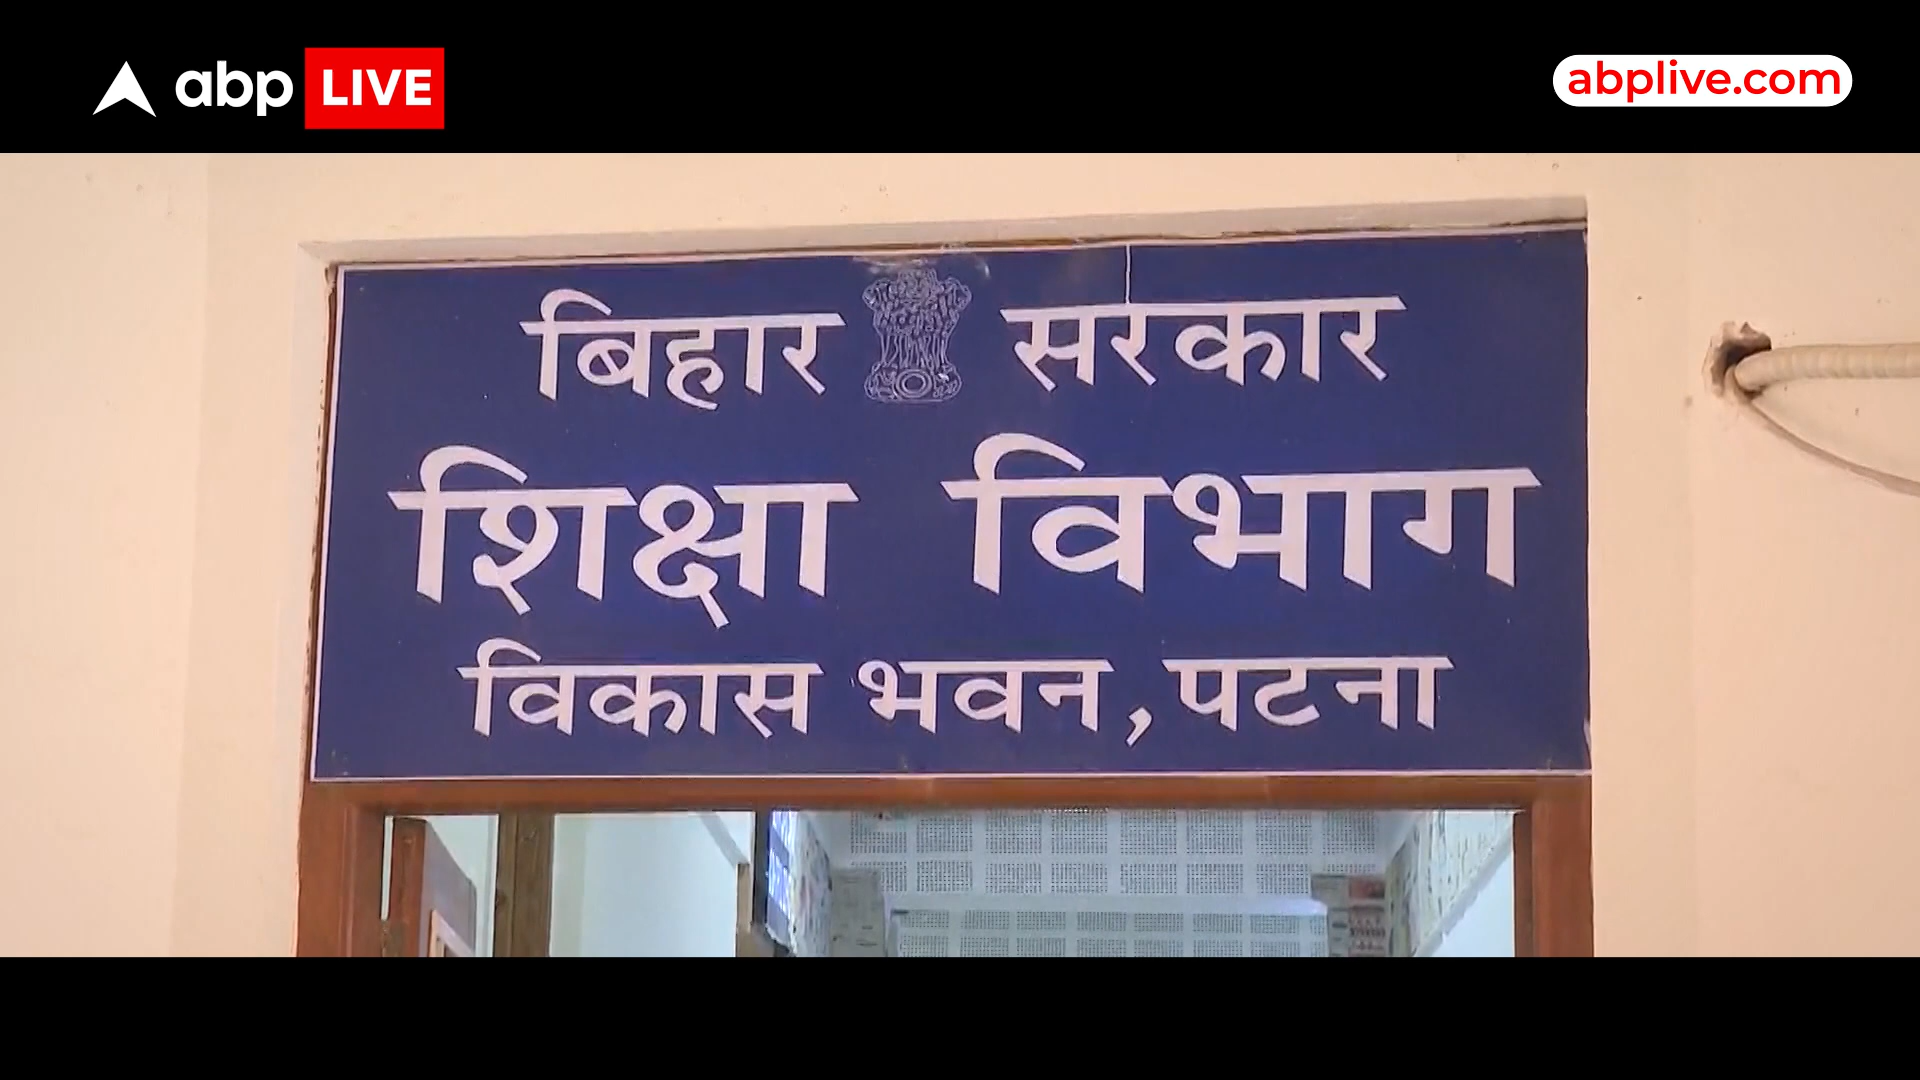 abp LIVE
abplive.com
बिहार सरकार
शिक्षा विभाग
विकास भवन, पटना